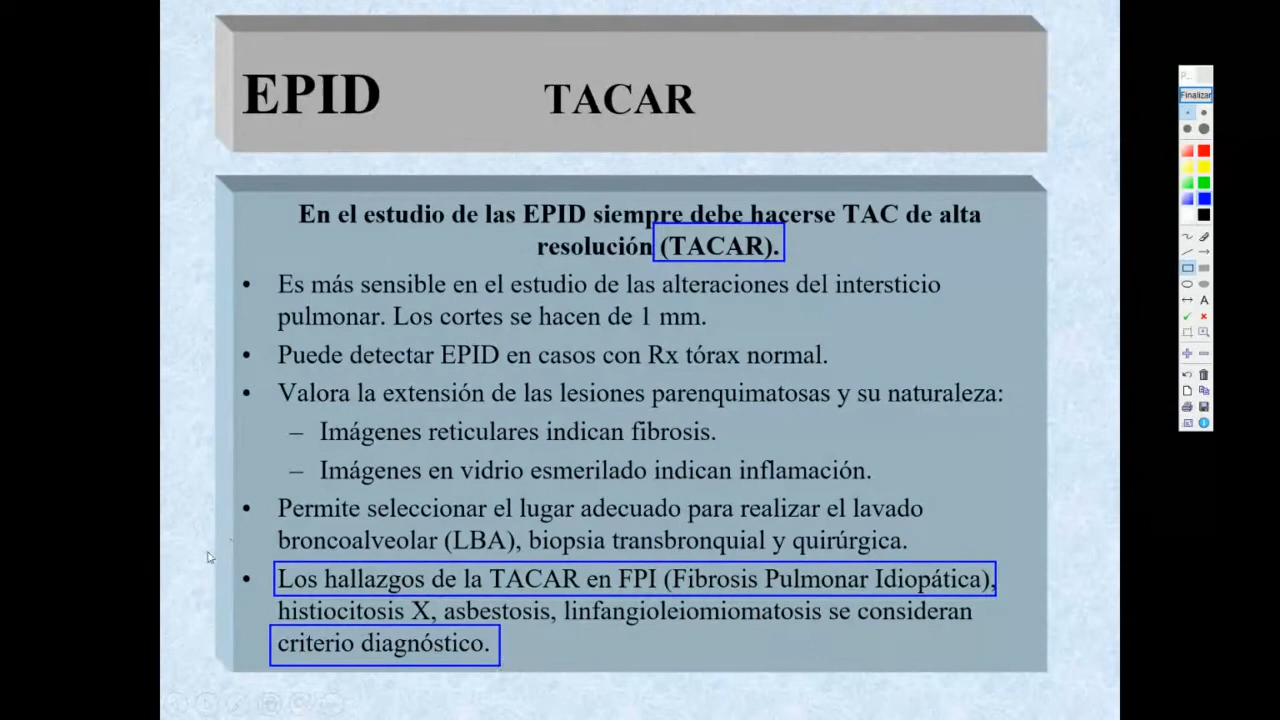 EPID TACAR
En el estudio de las EPID siempre debe hacerse TAC de alta
resolución (TACAR).
• Es más sensible en el estudio de las alteraciones del intersticio
pulmonar. Los cortes se hacen de 1 mm.
• Puede detectar EPID en casos con Rx tórax normal.
• Valora la extensión de las lesiones parenquimatosas y su naturaleza:
– Imágenes reticulares indican fibrosis.
– Imágenes en vidrio esmerilado indican inflamación.
• Permite seleccionar el lugar adecuado para realizar el lavado
broncoalveolar (LBA), biopsia transbronquial y quirúrgica.
• Los hallazgos de la TACAR en FPI (Fibrosis Pulmonar Idiopática),
histiocitosis X, asbestosis, linfangioleiomiomatosis se consideran
criterio diagnóstico.
P...
Finalizar
A